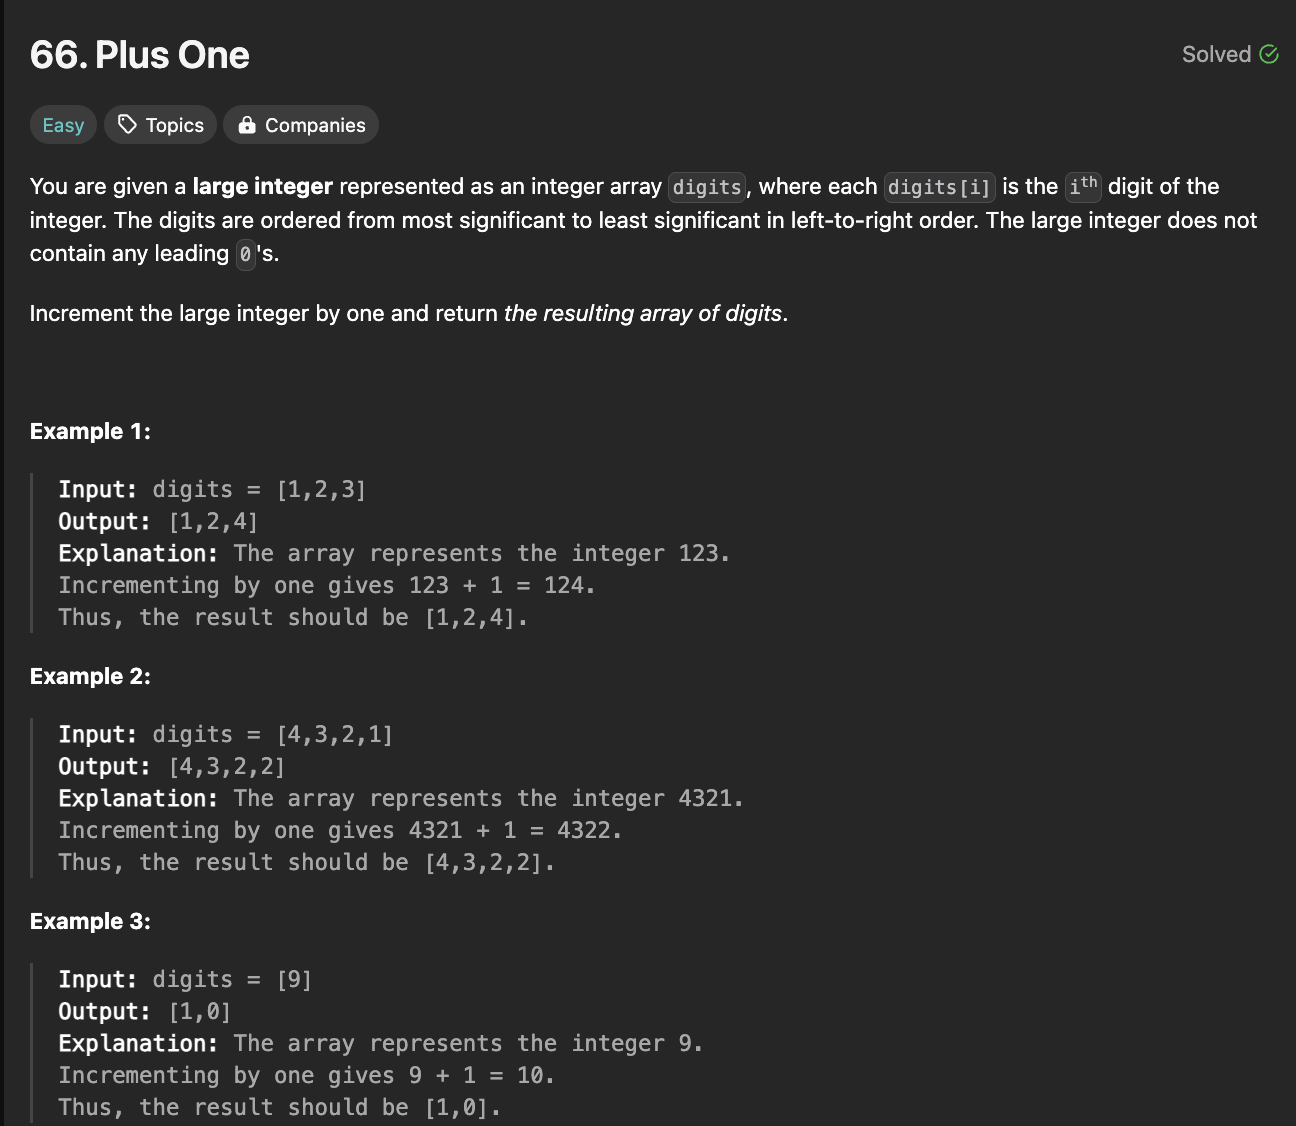 66. Plus One
Solved
Easy
Topics
Companies
You are given a large integer represented as an integer array digits, where each digits[i] is the ith digit of the
integer. The digits are ordered from most significant to least significant in left-to-right order. The large integer does not
contain any leading 0's.
Increment the large integer by one and return the resulting array of digits.
Example 1:
Input: digits = [1,2,3]
Output: [1,2,4]
Explanation: The array represents the integer 123.
Incrementing by one gives 123 + 1 = 124.
Thus, the result should be [1,2,4].
Example 2:
Input: digits = [4,3,2,1]
Output: [4,3,2,2]
Explanation: The array represents the integer 4321.
Incrementing by one gives 4321 + 1 = 4322.
Thus, the result should be [4,3,2,2].
Example 3:
Input: digits = [9]
Output: [1,0]
Explanation: The array represents the integer 9.
Incrementing by one gives 9 + 1 = 10.
Thus, the result should be [1,0].